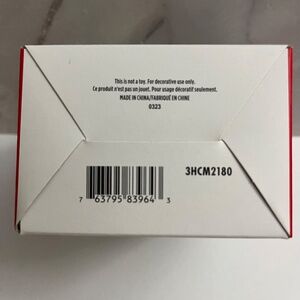 This is not a toy. For decorative use only.
Ce produit n'est pas un jouet. Pour usage décoratif seulement.
MADE IN CHINA/FABRIQUÉ EN CHINE
0323
3HCM2180
7 63795 83964 3